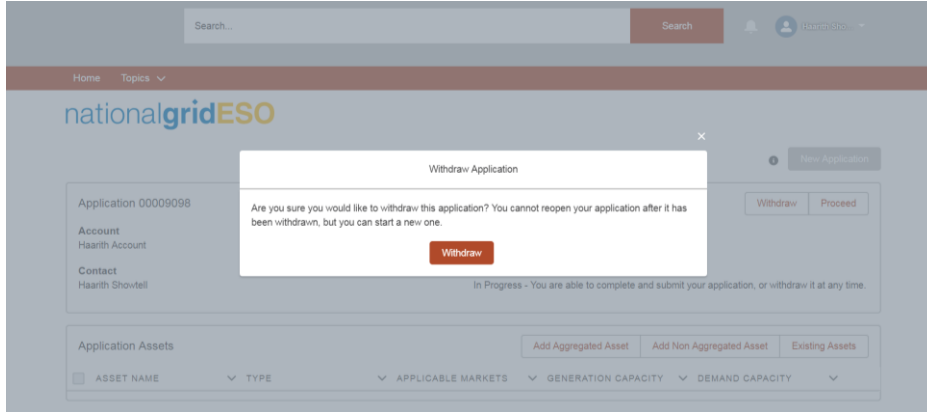 Search...
Search
Haarith Sho...
Home Topics
nationalgridESO
New Application
Withdraw Application
Application 00009098
Withdraw Proceed
Are you sure you would like to withdraw this application? You cannot reopen your application after it has
been withdrawn, but you can start a new one.
Account
Haarith Account
Withdraw
Contact
Haarith Showtell
In Progress - You are able to complete and submit your application, or withdraw it at any time.
Application Assets
Add Aggregated Asset Add Non Aggregated Asset Existing Assets
ASSET NAME TYPE APPLICABLE MARKETS GENERATION CAPACITY DEMAND CAPACITY